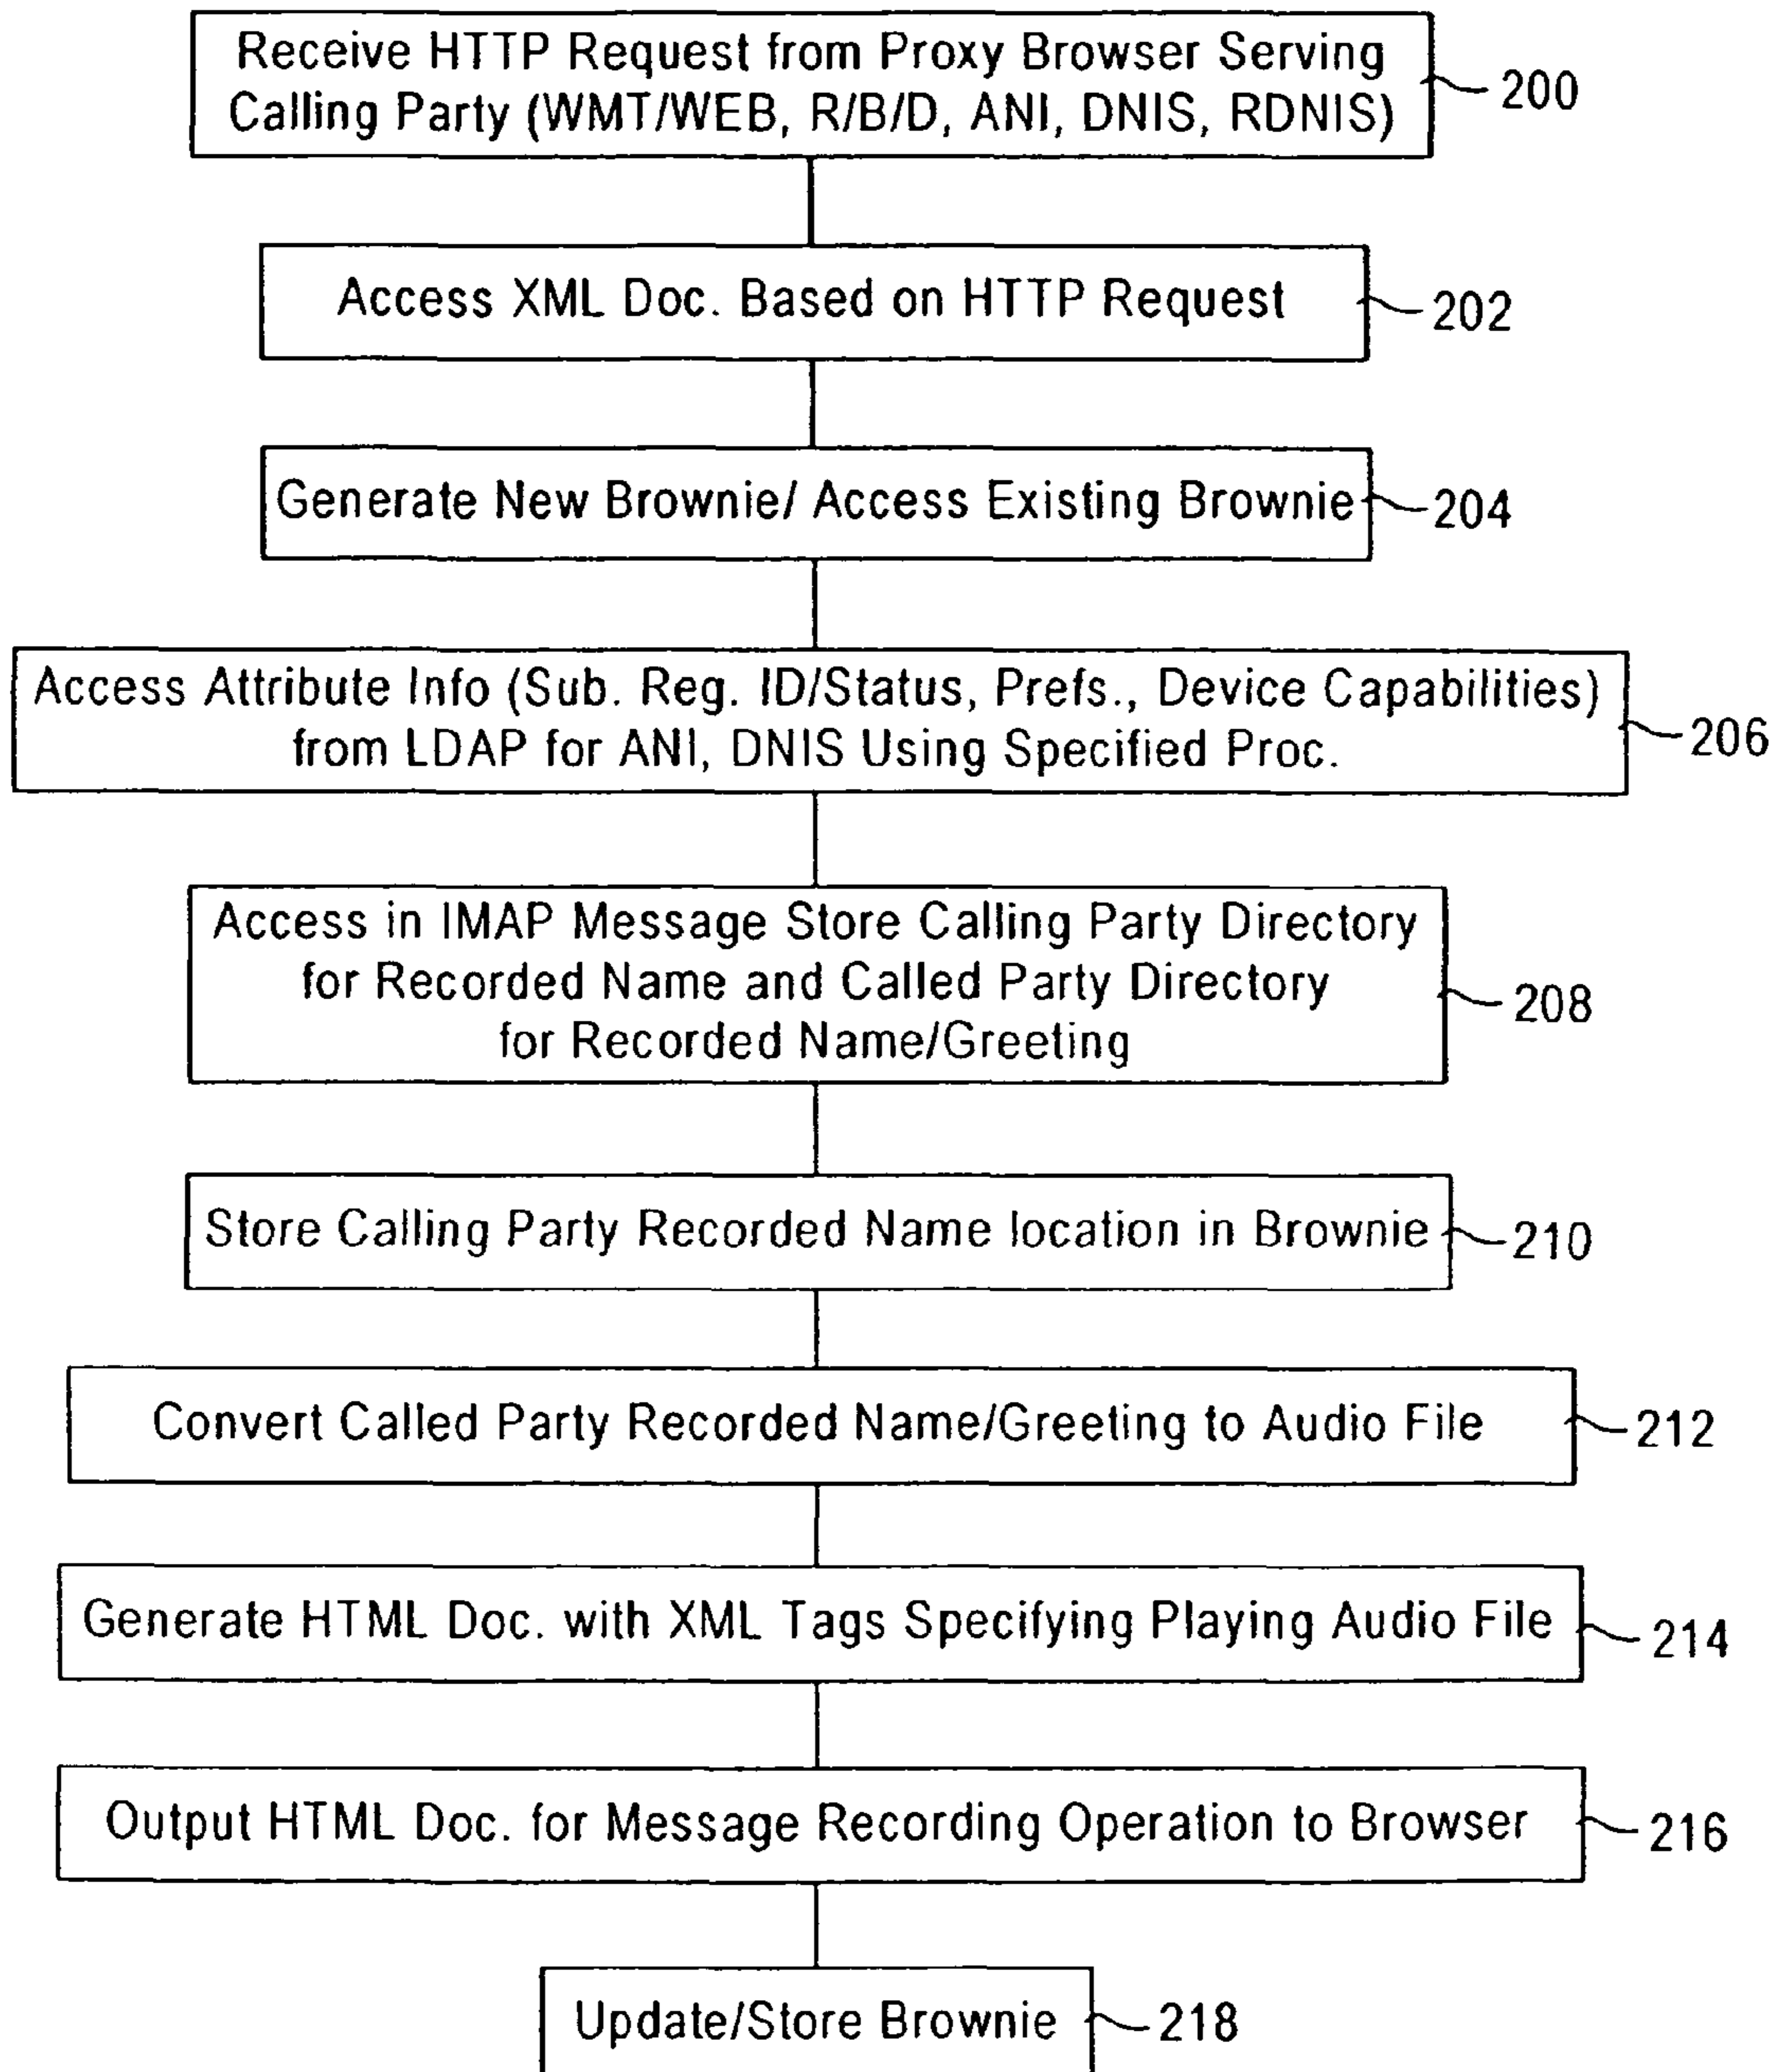 Receive HTTP Request from Proxy Browser Serving
Calling Party (WMT/WEB, R/B/D, ANI, DNIS, RDNIS)
200
Access XML Doc. Based on HTTP Request
202
Generate New Brownie/ Access Existing Brownie
204
Access Attribute Info (Sub. Reg. ID/Status, Prefs., Device Capabilities)
from LDAP for ANI, DNIS Using Specified Proc.
206
Access in IMAP Message Store Calling Party Directory
for Recorded Name and Called Party Directory
for Recorded Name/Greeting
208
Store Calling Party Recorded Name location in Brownie
210
Convert Called Party Recorded Name/Greeting to Audio File
212
Generate HTML Doc. with XML Tags Specifying Playing Audio File
214
Output HTML Doc. for Message Recording Operation to Browser
216
Update/Store Brownie
218